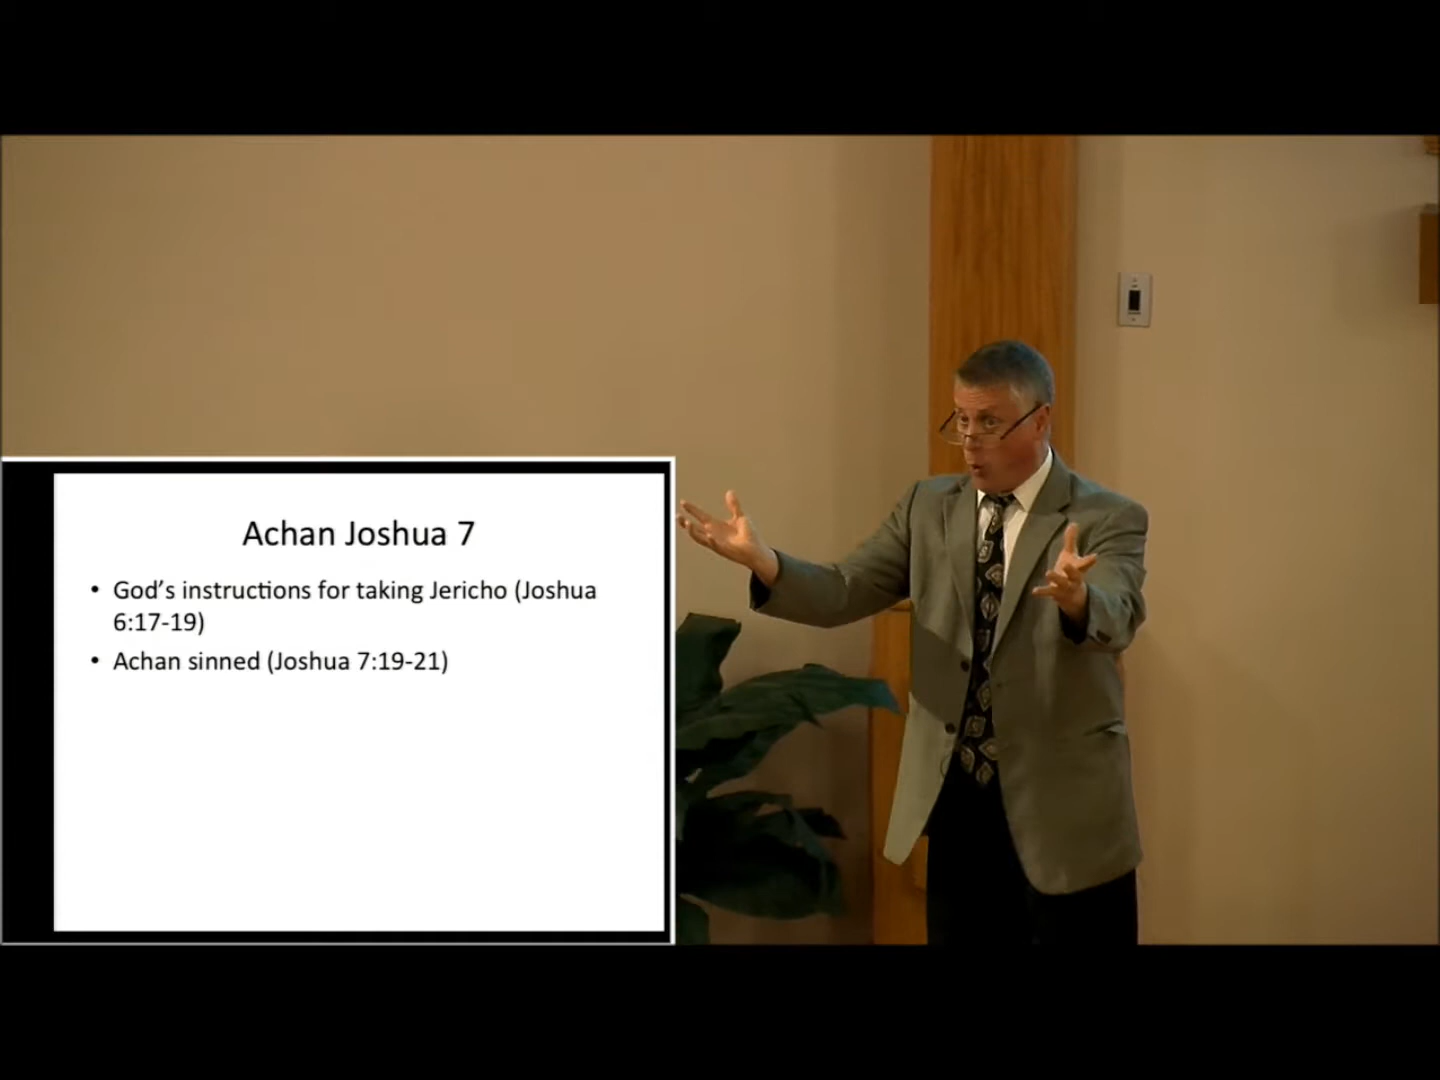 Achan Joshua 7
• God's instructions for taking Jericho (Joshua
6:17-19)
• Achan sinned (Joshua 7:19-21)